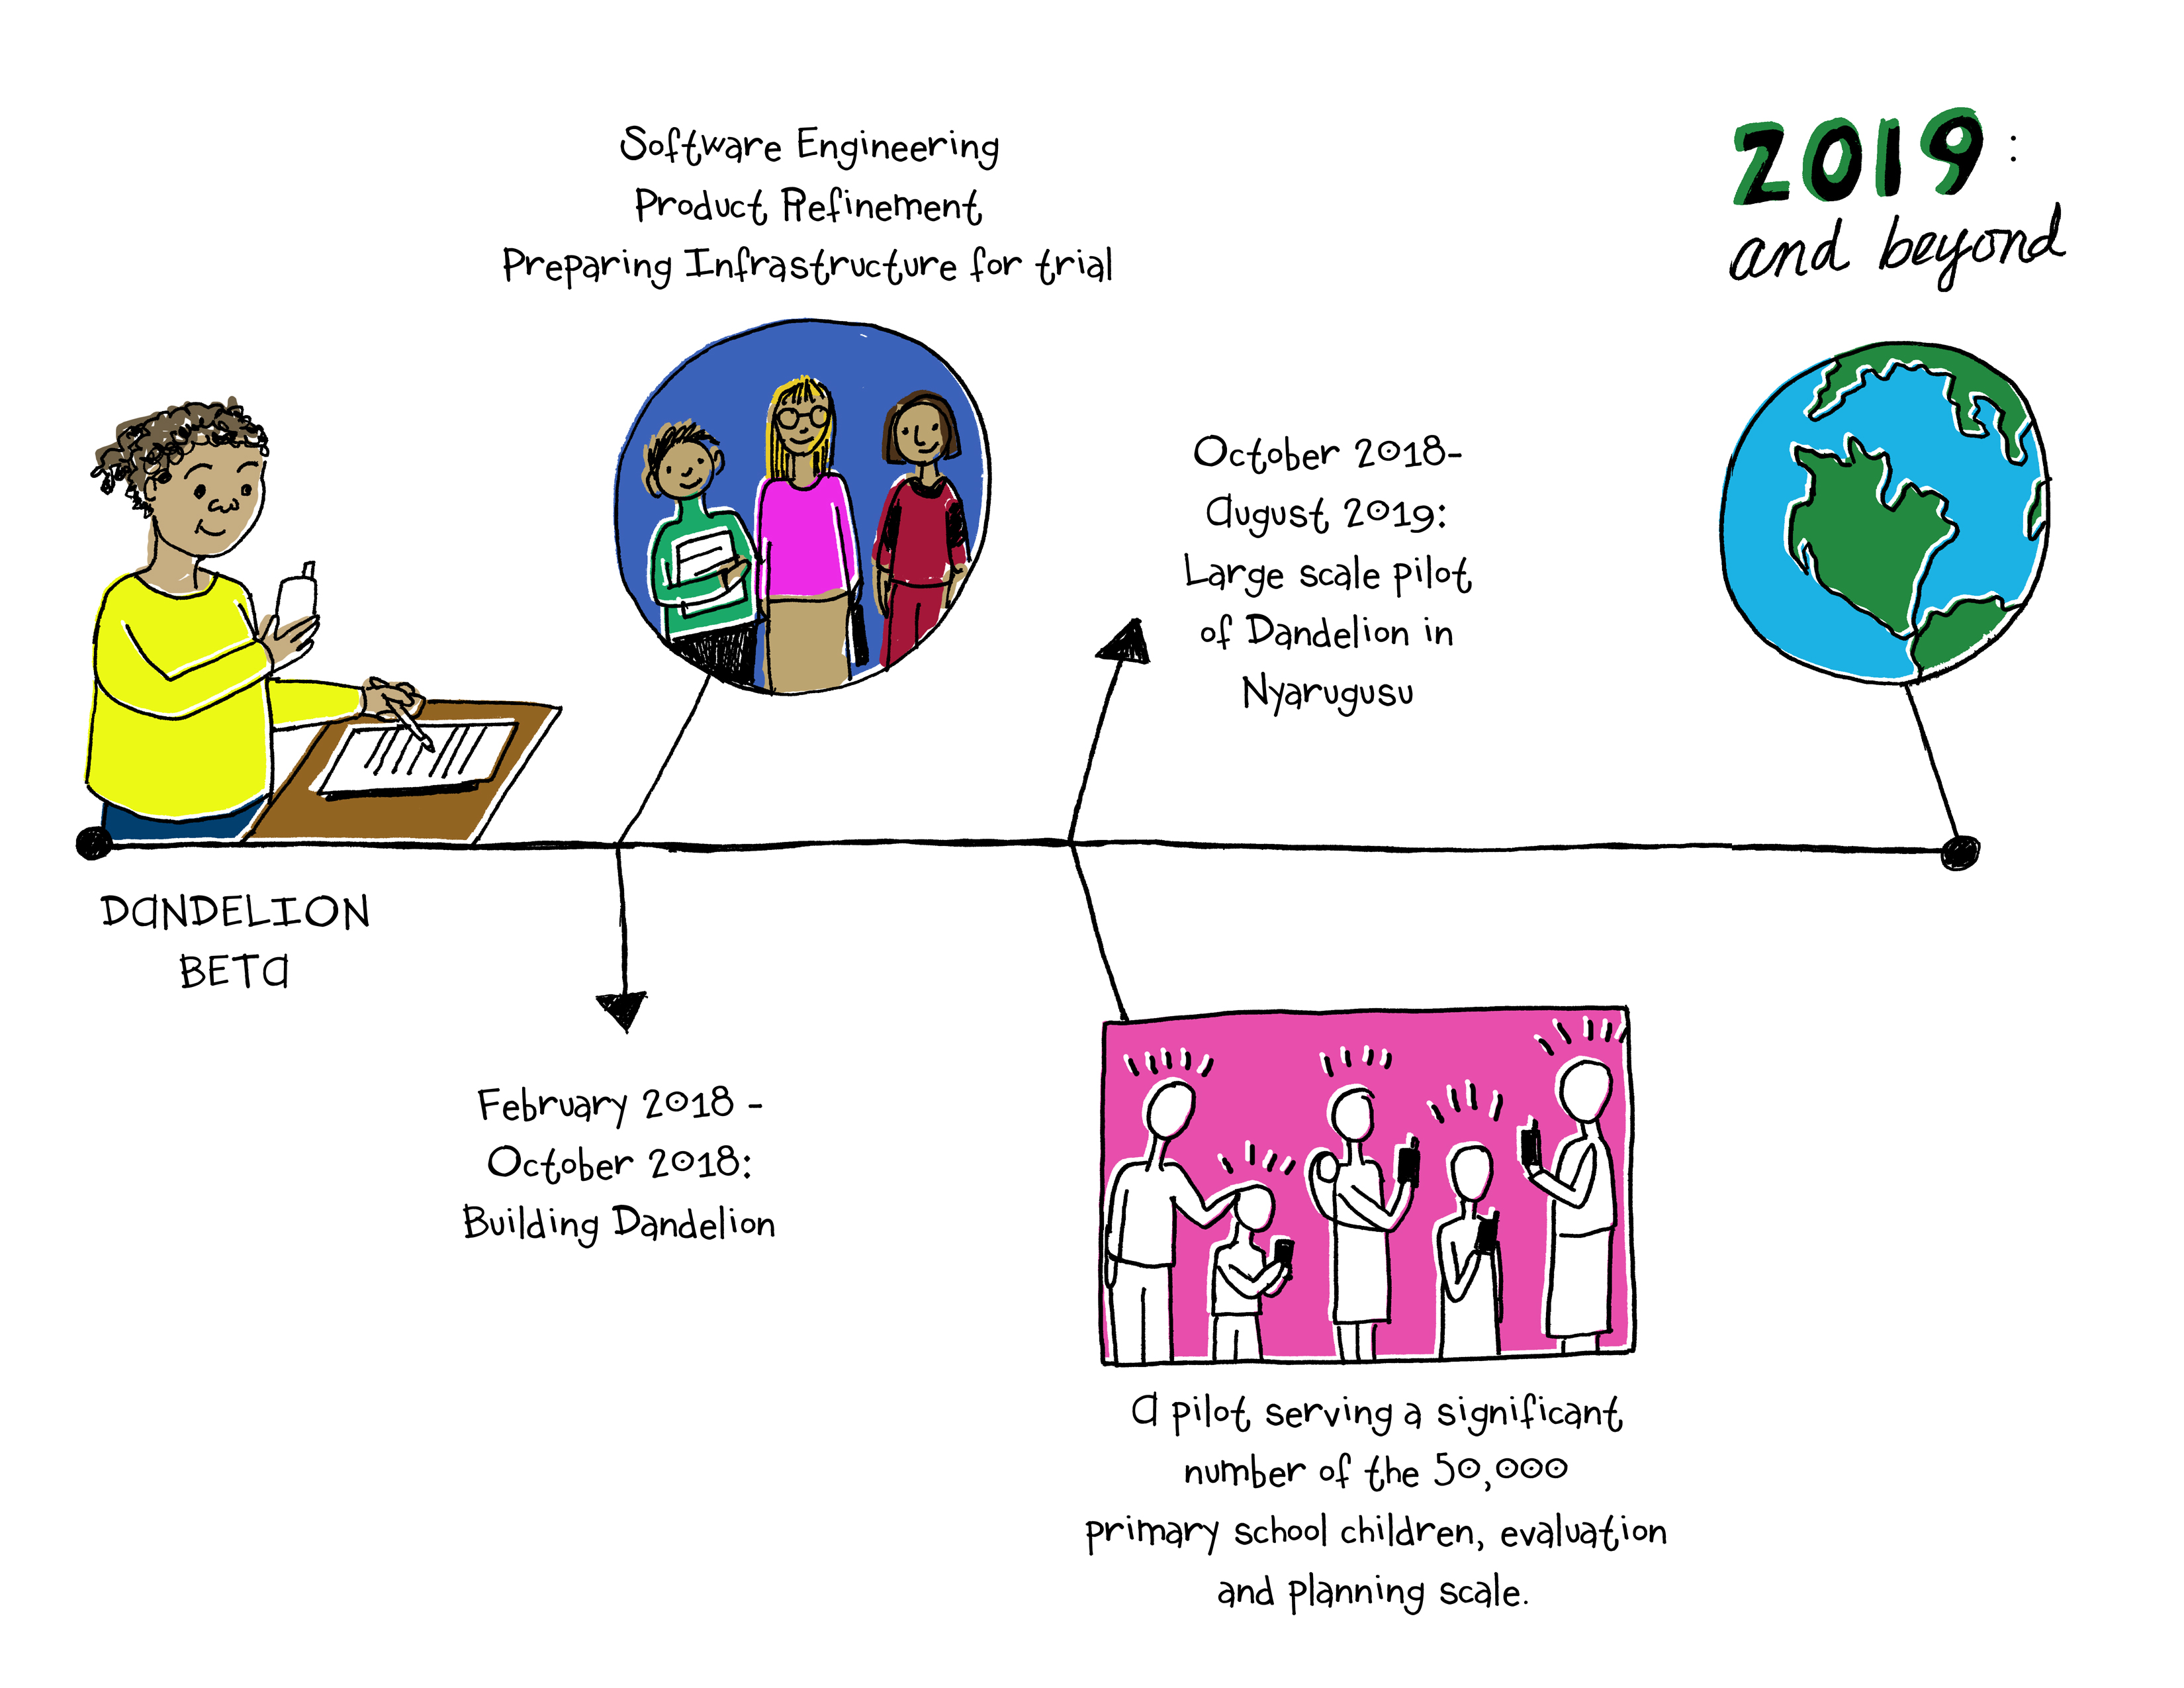 Software Engineering
Product Refinement
Preparing Infrastructure for trial
2019:
and beyond
October 2018-
August 2019:
Large scale pilot
of Dandelion in
Nyarugusu
DANDELION
BETA
February 2018 -
October 2018:
Building Dandelion
A pilot serving a significant
number of the 50,000
primary school children, evaluation
and planning scale.